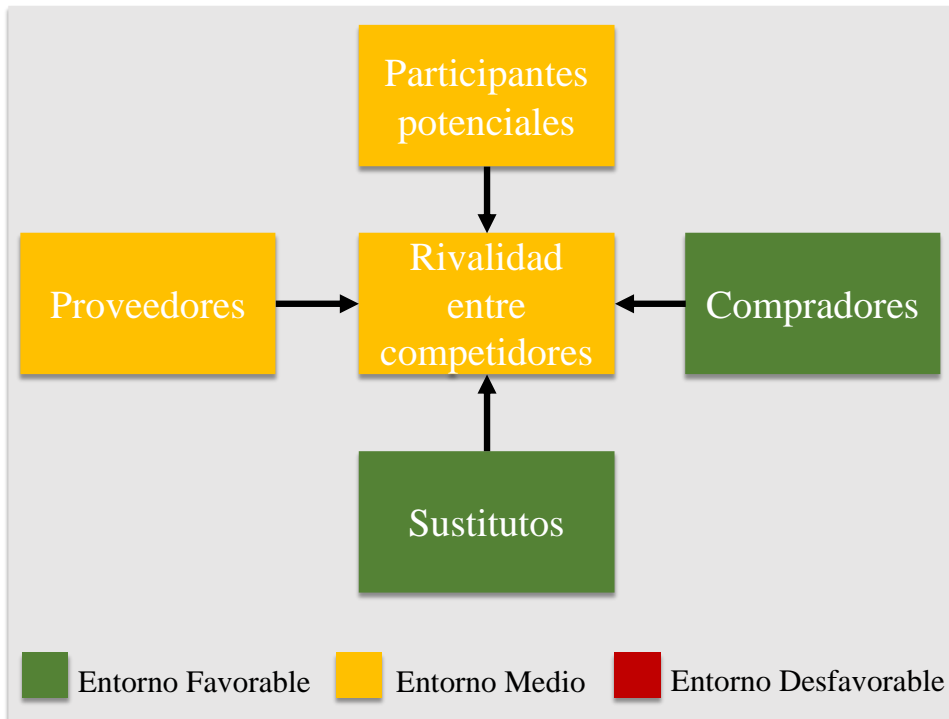 Participantes
potenciales
Proveedores
Rivalidad
entre
competidores
Compradores
Sustitutos
Entorno Favorable
Entorno Medio
Entorno Desfavorable